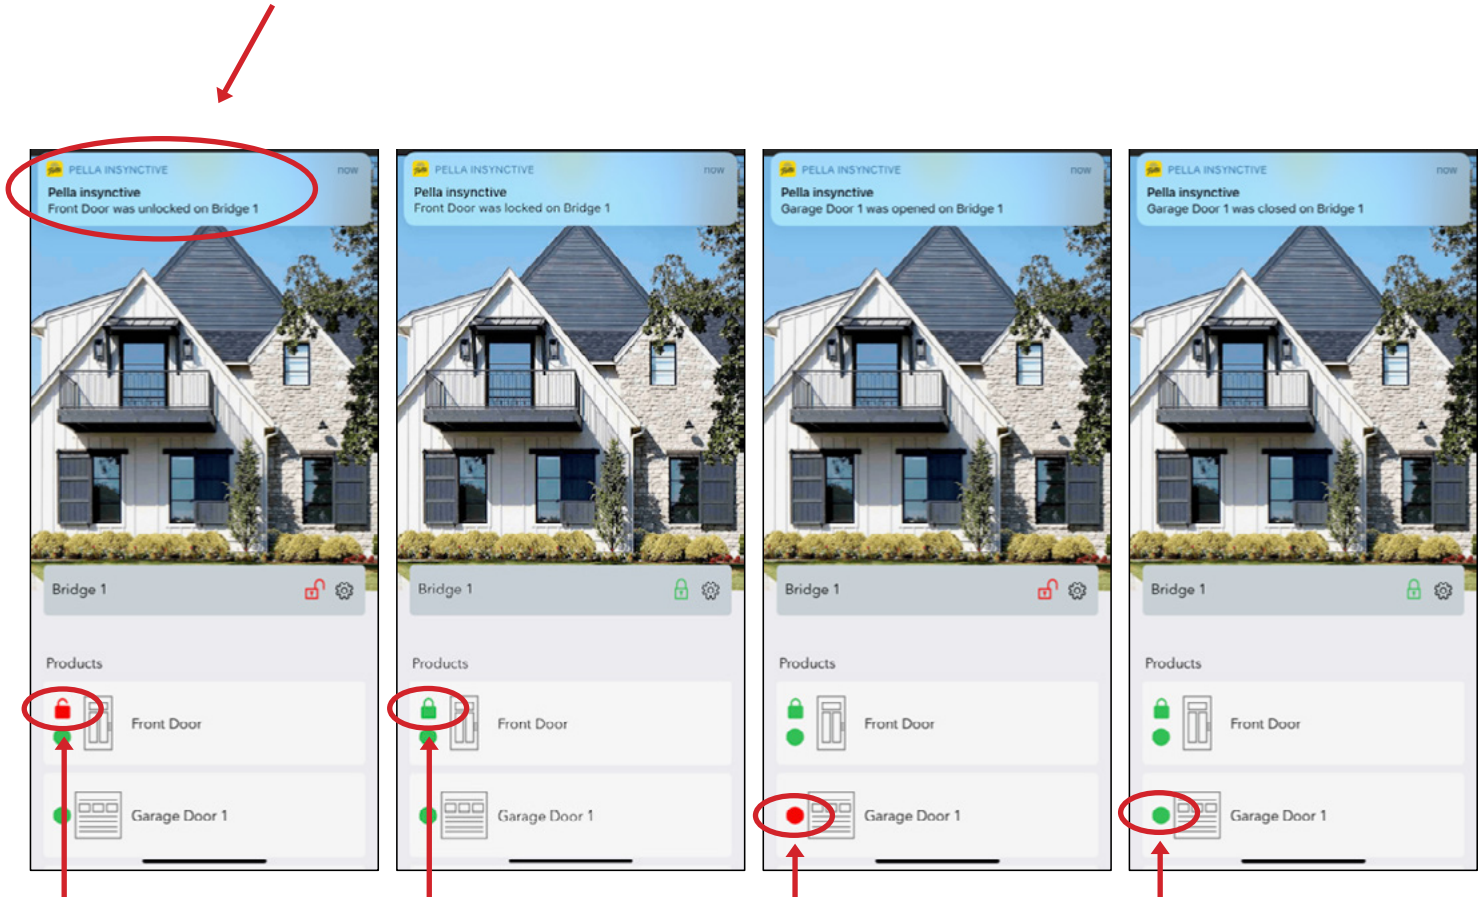 PELLA INSYNCTIVE now
Pella insynctive
Front Door was unlocked on Bridge 1
Bridge 1
Products
Front Door
Garage Door 1
PELLA INSYNCTIVE now
Pella insynctive
Front Door was locked on Bridge 1
Bridge 1
Products
Front Door
Garage Door 1
PELLA INSYNCTIVE now
Pella insynctive
Garage Door 1 was opened on Bridge 1
Bridge 1
Products
Front Door
Garage Door 1
PELLA INSYNCTIVE now
Pella insynctive
Garage Door 1 was closed on Bridge 1
Bridge 1
Products
Front Door
Garage Door 1